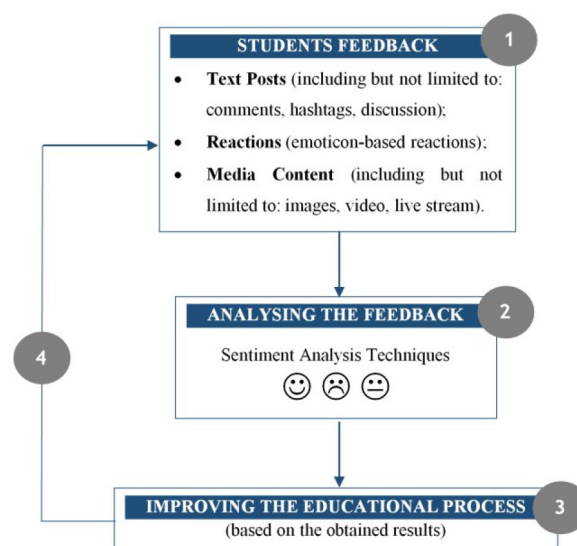 STUDENTS FEEDBACK
1
• Text Posts (including but not limited to:
comments, hashtags, discussion);
• Reactions (emoticon-based reactions);
• Media Content (including but not
limited to: images, video, live stream).
ANALYSING THE FEEDBACK
2
Sentiment Analysis Techniques
4
IMPROVING THE EDUCATIONAL PROCESS
3
(based on the obtained results)